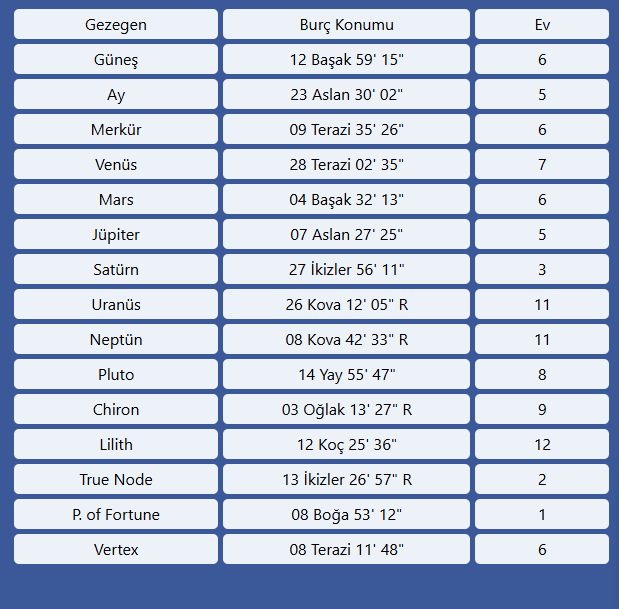 Gezegen Burç Konumu Ev
Güneş 12 Başak 59' 15" 6
Ay 23 Aslan 30' 02" 5
Merkür 09 Terazi 35' 26" 6
Venüs 28 Terazi 02' 35" 7
Mars 04 Başak 32' 13" 6
Jüpiter 07 Aslan 27' 25" 5
Satürn 27 İkizler 56' 11" 3
Uranüs 26 Kova 12' 05" R 11
Neptün 08 Kova 42' 33" R 11
Pluto 14 Yay 55' 47" 8
Chiron 03 Oğlak 13' 27" R 9
Lilith 12 Koç 25' 36" 12
True Node 13 İkizler 26' 57" R 2
P. of Fortune 08 Boğa 53' 12" 1
Vertex 08 Terazi 11' 48" 6